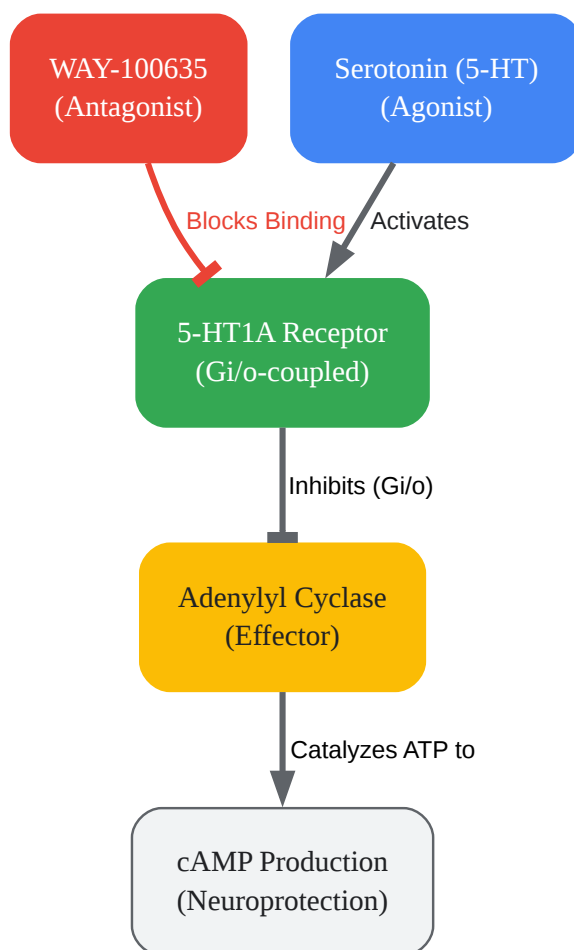 WAY-100635
(Antagonist)
Serotonin (5-HT)
(Agonist)
Blocks Binding
Activates
5-HT1A Receptor
(Gi/o-coupled)
Inhibits (Gi/o)
Adenylyl Cyclase
(Effector)
Catalyzes ATP to
cAMP Production
(Neuroprotection)